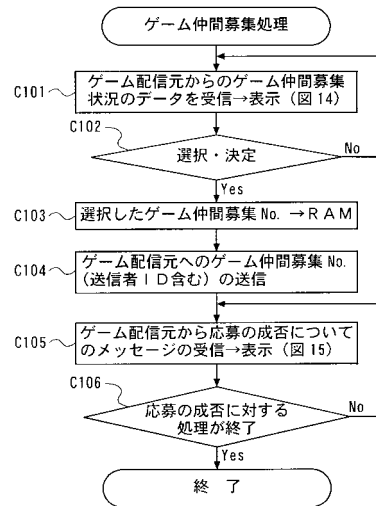 ゲーム仲間募集処理
C101
ゲーム配信元からのゲーム仲間募集
状況のデータを受信→表示（図14）
C102
選択・決定
No
Yes
C103
選択したゲーム仲間募集 No. →RAM
C104
ゲーム配信元へのゲーム仲間募集 No.
（送信者ID含む）の送信
C105
ゲーム配信元から応募の成否について
のメッセージの受信→表示（図15）
C106
応募の成否に対する
処理が終了
No
Yes
終 了